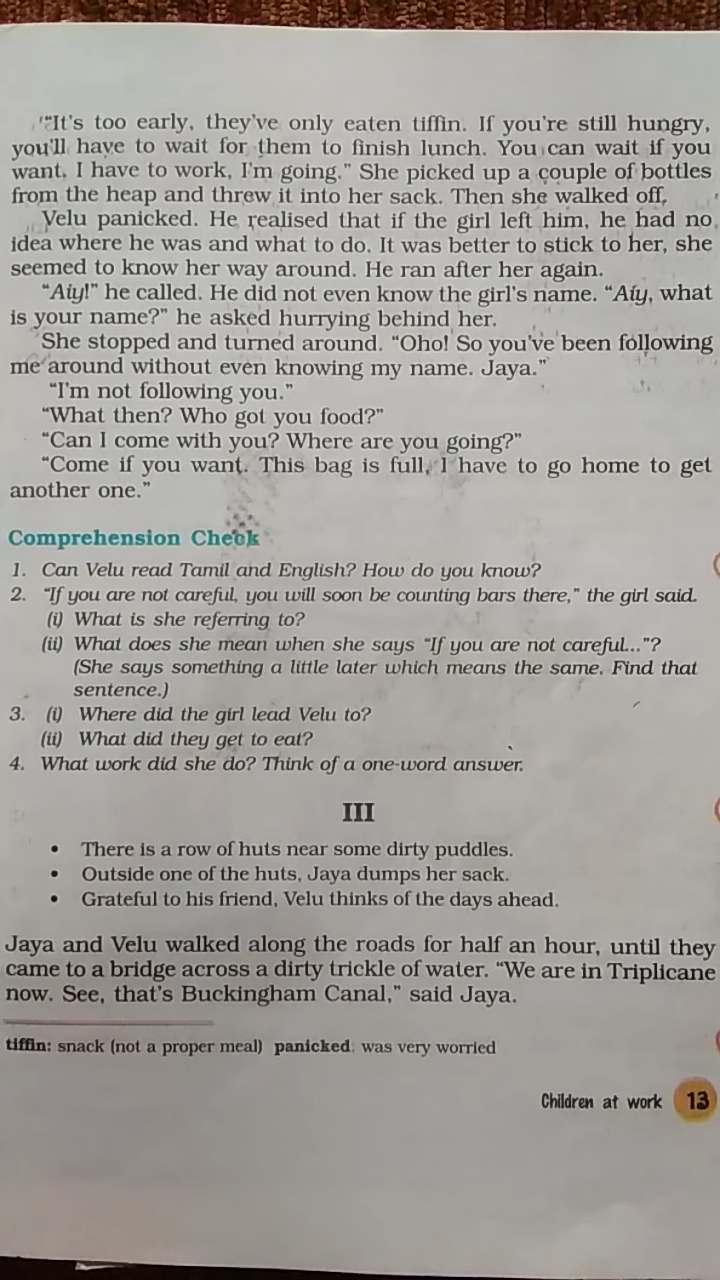 "It's too early, they've only eaten tiffin. If you're still hungry,
you'll have to wait for them to finish lunch. You can wait if you
want. I have to work, I'm going." She picked up a couple of bottles
from the heap and threw it into her sack. Then she walked off.
Velu panicked. He realised that if the girl left him, he had no
idea where he was and what to do. It was better to stick to her, she
seemed to know her way around. He ran after her again.
"Aiy!" he called. He did not even know the girl's name. "Aiy, what
is your name?" he asked hurrying behind her.
She stopped and turned around. "Oho! So you've been following
me around without even knowing my name. Jaya."
"I'm not following you."
"What then? Who got you food?"
"Can I come with you? Where are you going?"
"Come if you want. This bag is full, I have to go home to get
another one."
Comprehension Check
1. Can Velu read Tamil and English? How do you know?
2. "If you are not careful, you will soon be counting bars there," the girl said.
(i) What is she referring to?
(ii) What does she mean when she says "If you are not careful..."?
(She says something a little later which means the same. Find that
sentence.)
3. (i) Where did the girl lead Velu to?
(ii) What did they get to eat?
4. What work did she do? Think of a one-word answer.
III
• There is a row of huts near some dirty puddles.
• Outside one of the huts, Jaya dumps her sack.
• Grateful to his friend, Velu thinks of the days ahead.
Jaya and Velu walked along the roads for half an hour, until they
came to a bridge across a dirty trickle of water. "We are in Triplicane
now. See, that's Buckingham Canal," said Jaya.
tiffin: snack (not a proper meal) panicked: was very worried
Children at work 13